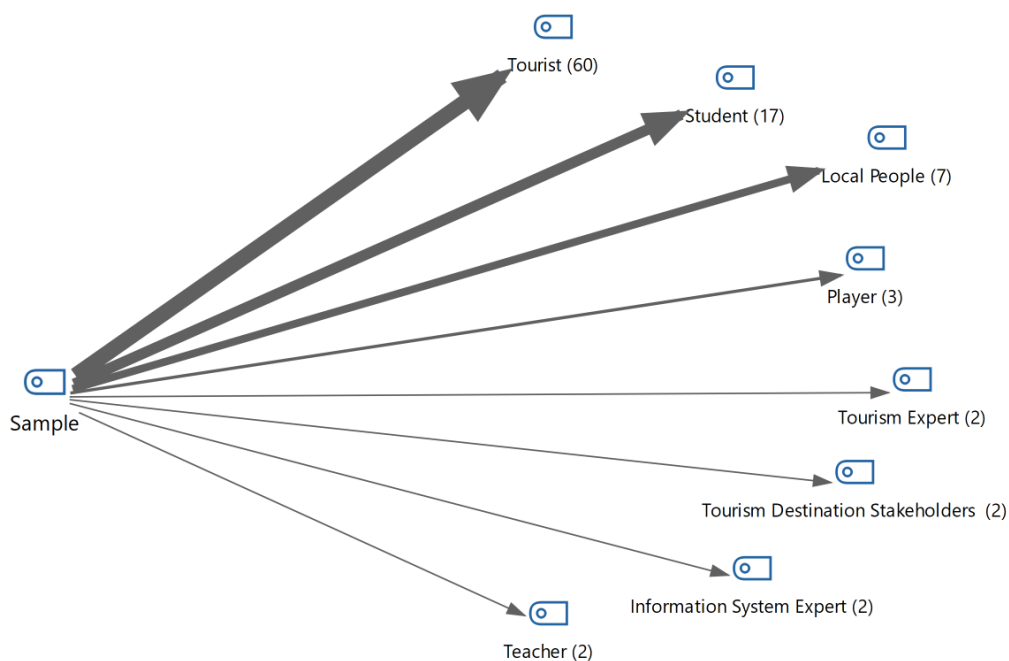 Tourist (60)
Student (17)
Local People (7)
Player (3)
Sample
Tourism Expert (2)
Tourism Destination Stakeholders (2)
Information System Expert (2)
Teacher (2)